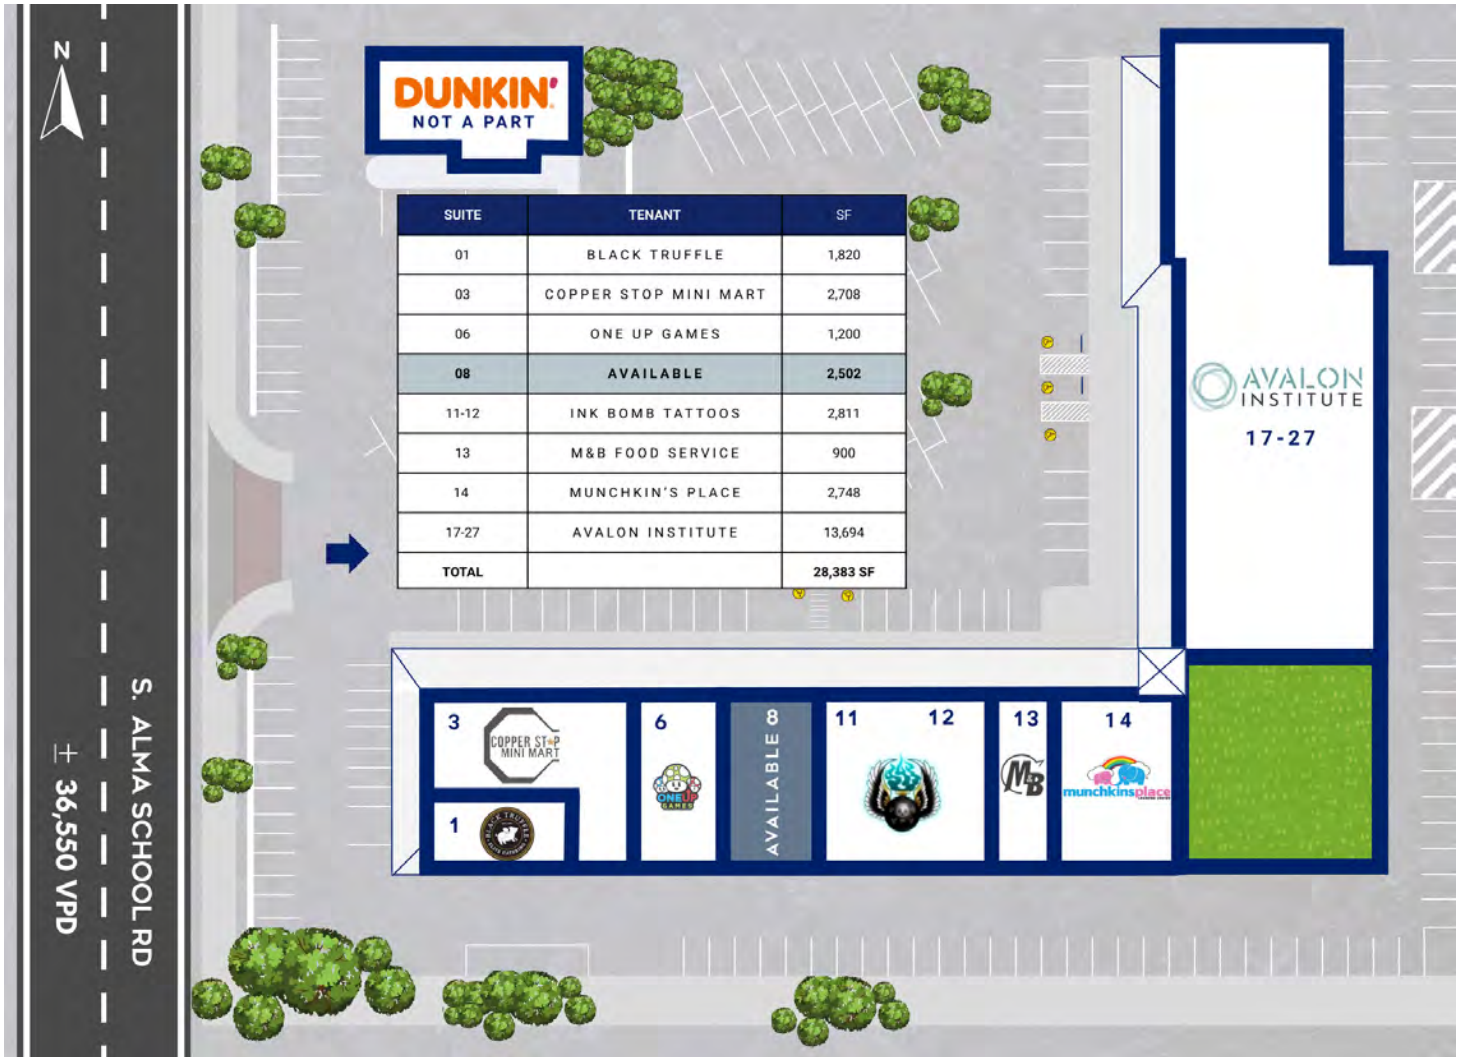 N
DUNKIN'
NOT A PART
SUITE TENANT SF
01 BLACK TRUFFLE 1,820
03 COPPER STOP MINI MART 2,708
06 ONE UP GAMES 1,200
08 AVAILABLE 2,502
11-12 INK BOMB TATTOOS 2,811
13 M&B FOOD SERVICE 900
14 MUNCHKIN'S PLACE 2,748
17-27 AVALON INSTITUTE 13,694
TOTAL 28,383 SF
AVALON
INSTITUTE
17-27
S. ALMA SCHOOL RD
± 36,550 VPD
3
COPPER ST★P
MINI MART
1
BLACK TRUFFLE
6
ONE UP
GAMES
AVAILABLE 8
11 12
13
MB
14
munchkinsplace